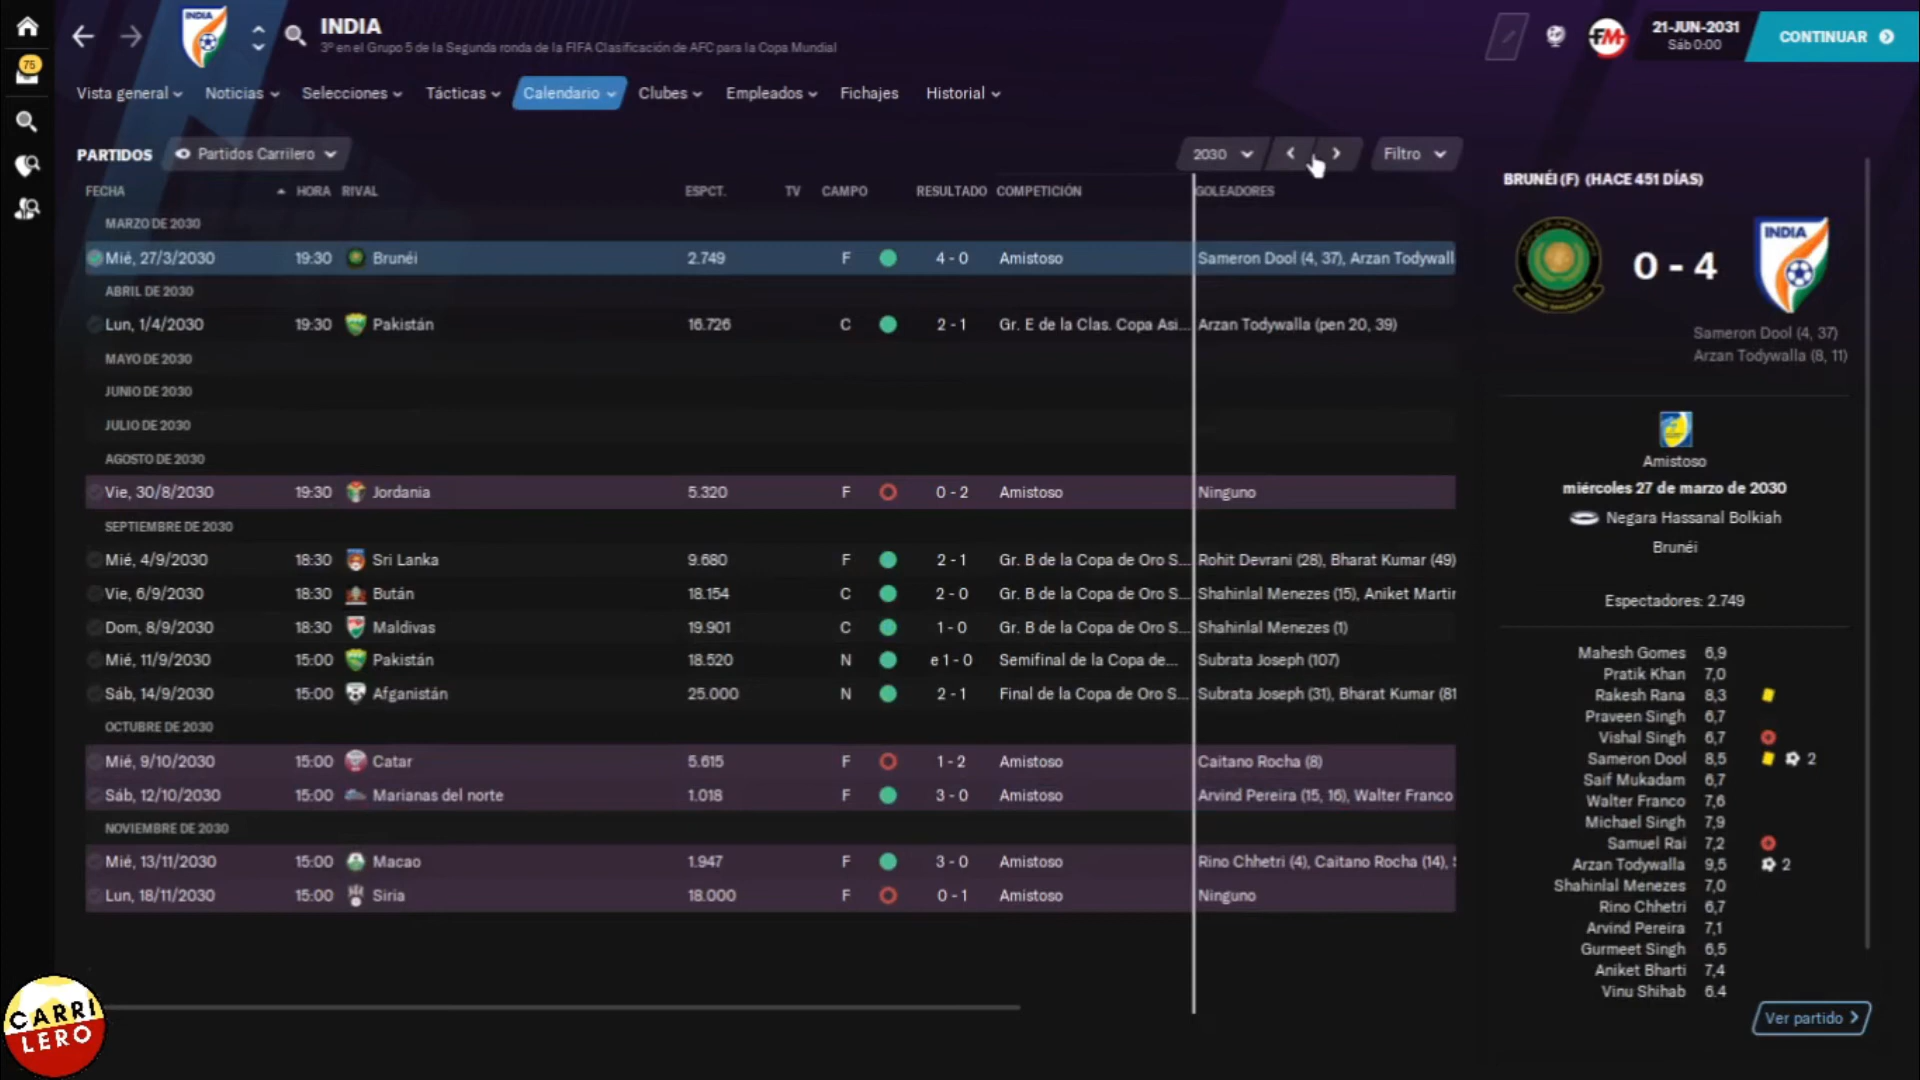 INDIA
3º en el Grupo 5 de la Segunda ronda de la FIFA Clasificación de AFC para la Copa Mundial
75
INDIA
FM
21-JUN-2031
Sáb 0:00
CONTINUAR
Vista general
Noticias
Selecciones
Tácticas
Calendario
Clubes
Empleados
Fichajes
Historial
PARTIDOS
Partidos Carrilero
2030
Filtro
FECHA HORA RIVAL ESPCT. TV CAMPO RESULTADO COMPETICIÓN GOLEADORES
MARZO DE 2030
Mié, 27/3/2030 19:30 Brunéi 2.749 F 4 - 0 Amistoso Sameron Dool (4, 37), Arzan Todywall
ABRIL DE 2030
Lun, 1/4/2030 19:30 Pakistán 16.726 C 2 - 1 Gr. E de la Clas. Copa Asi... Arzan Todywalla (pen 20, 39)
MAYO DE 2030
JUNIO DE 2030
JULIO DE 2030
AGOSTO DE 2030
Vie, 30/8/2030 19:30 Jordania 5.320 F 0 - 2 Amistoso Ninguno
SEPTIEMBRE DE 2030
Mié, 4/9/2030 18:30 Sri Lanka 9.680 F 2 - 1 Gr. B de la Copa de Oro S... Rohit Devrani (28), Bharat Kumar (49)
Vie, 6/9/2030 18:30 Bután 18.154 C 2 - 0 Gr. B de la Copa de Oro S... Shahinlal Menezes (15), Aniket Martin
Dom, 8/9/2030 18:30 Maldivas 19.901 C 1 - 0 Gr. B de la Copa de Oro S... Shahinlal Menezes (1)
Mié, 11/9/2030 15:00 Pakistán 18.520 N e 1 - 0 Semifinal de la Copa de... Subrata Joseph (107)
Sáb, 14/9/2030 15:00 Afganistán 25.000 N 2 - 1 Final de la Copa de Oro S... Subrata Joseph (31), Bharat Kumar (81
OCTUBRE DE 2030
Mié, 9/10/2030 15:00 Catar 5.615 F 1 - 2 Amistoso Caitano Rocha (8)
Sáb, 12/10/2030 15:00 Marianas del norte 1.018 F 3 - 0 Amistoso Arvind Pereira (15, 16), Walter Franco
NOVIEMBRE DE 2030
Mié, 13/11/2030 15:00 Macao 1.947 F 3 - 0 Amistoso Rino Chhetri (4), Caitano Rocha (14),
Lun, 18/11/2030 15:00 Siria 18.000 F 0 - 1 Amistoso Ninguno
BRUNÉI (F) (HACE 451 DÍAS)
0 - 4
INDIA
Sameron Dool (4, 37)
Arzan Todywalla (8, 11)
Amistoso
miércoles 27 de marzo de 2030
Negara Hassanal Bolkiah
Brunéi
Espectadores: 2.749
Mahesh Gomes 6,9
Pratik Khan 7,0
Rakesh Rana 8,3
Praveen Singh 6,7
Vishal Singh 6,7
Sameron Dool 8,5 2
Saif Mukadam 6,7
Walter Franco 7,6
Michael Singh 7,9
Samuel Rai 7,2
Arzan Todywalla 9,5 2
Shahinlal Menezes 7,0
Rino Chhetri 6,7
Arvind Pereira 7,1
Gurmeet Singh 6,5
Aniket Bharti 7,4
Vinu Shihab 6,4
Ver partido
CARRI
LERO